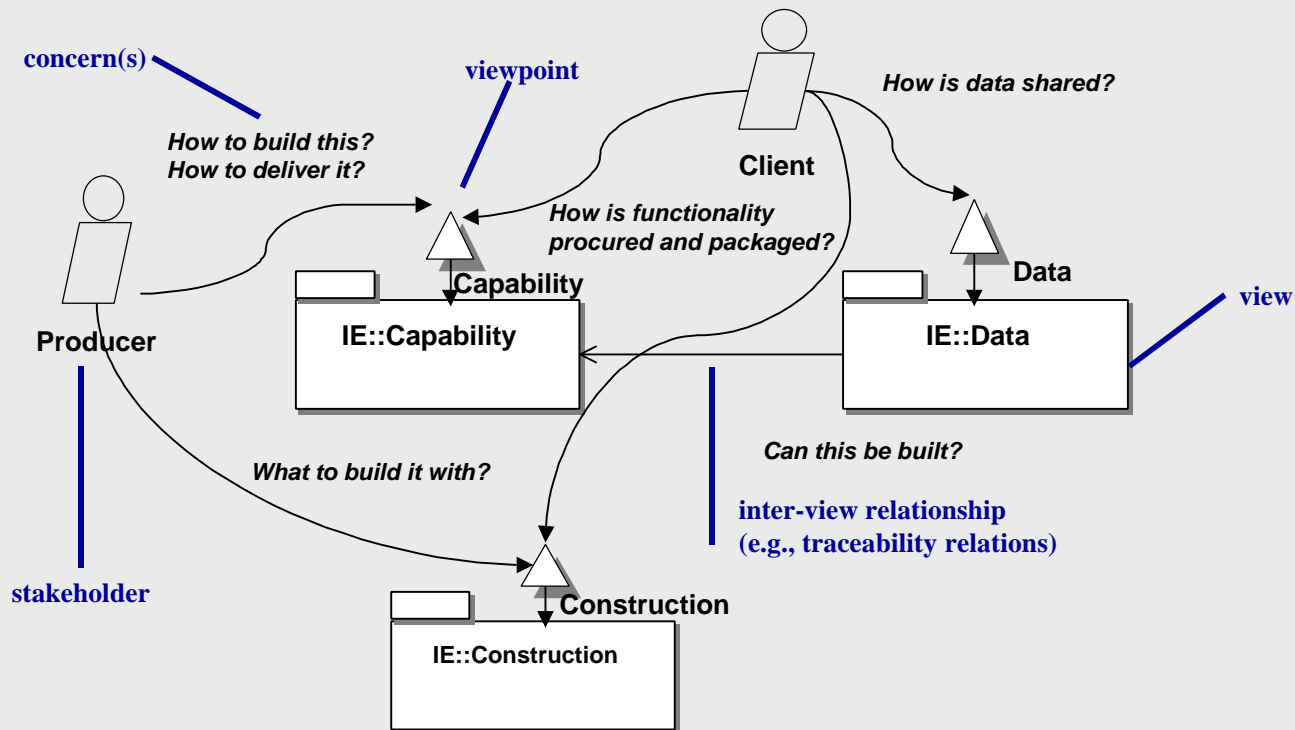 concern(s)
viewpoint
How is data shared?
How to build this?
How to deliver it?
Client
How is functionality
procured and packaged?
Data
Capability
view
Producer
IE::Capability
IE::Data
What to build it with?
Can this be built?
inter-view relationship
(e.g., traceability relations)
stakeholder
Construction
IE::Construction